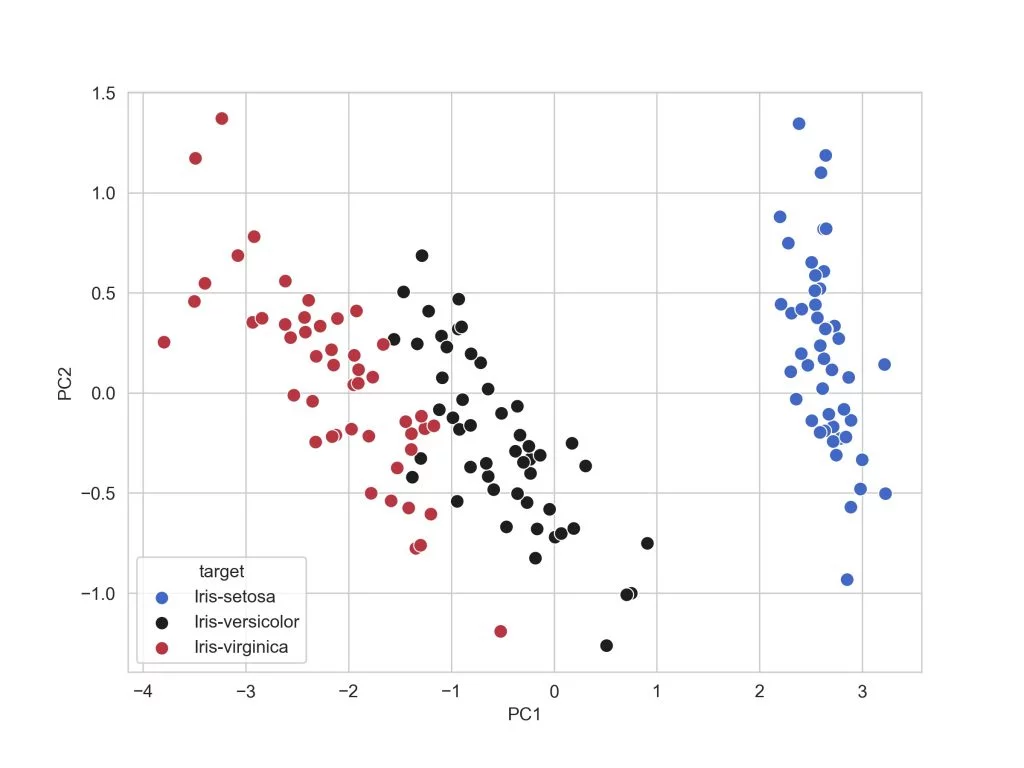 1.5
1.0
0.5
0.0
−0.5
−1.0
PC2
target
Iris-setosa
Iris-versicolor
Iris-virginica
−4 −3 −2 −1 0 1 2 3
PC1